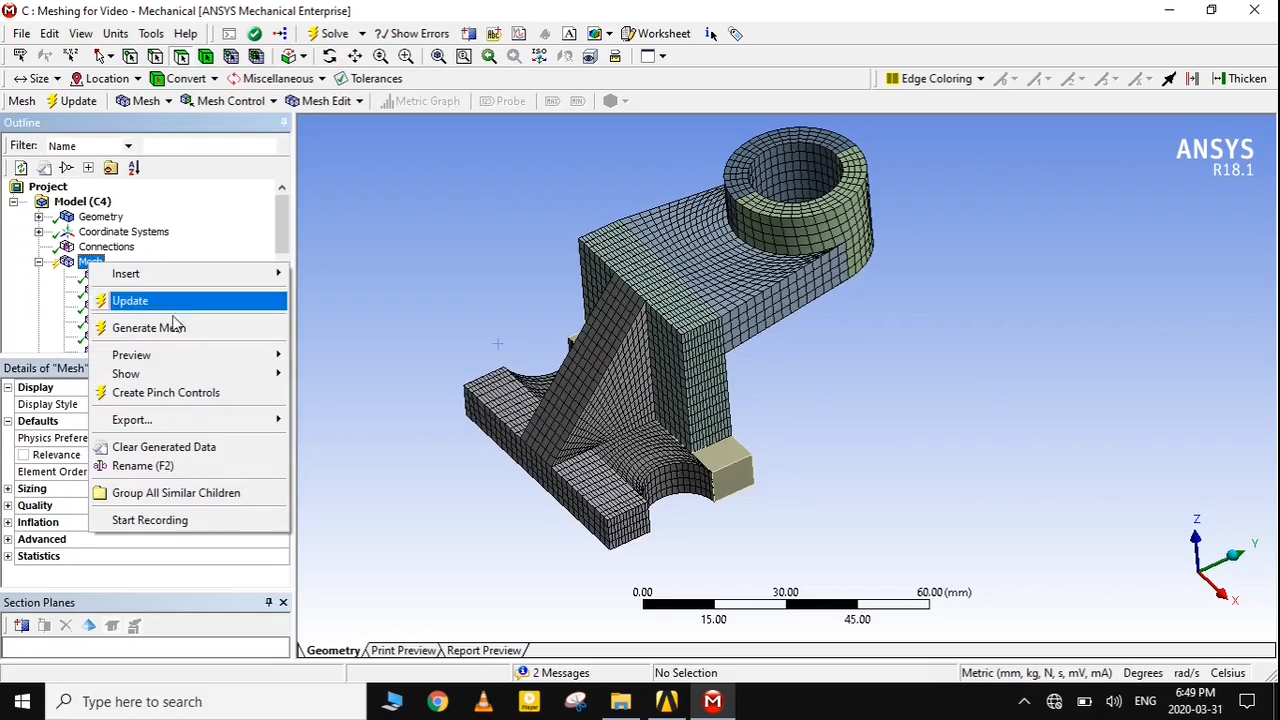 C : Meshing for Video - Mechanical [ANSYS Mechanical Enterprise]
File Edit View Units Tools Help Solve ?/ Show Errors Worksheet
Size Location Convert Miscellaneous Tolerances Edge Coloring Thicken
Mesh Update Mesh Mesh Control Mesh Edit Metric Graph Probe MAX MIN
Outline
Filter: Name
Project
Model (C4)
Geometry
Coordinate Systems
Connections
Mesh
Insert
Update
Generate Mesh
Preview
Show
Create Pinch Controls
Export...
Clear Generated Data
Rename (F2)
Group All Similar Children
Start Recording
Details of "Mesh"
Display
Display Style
Defaults
Physics Prefere
Relevance
Element Order
Sizing
Quality
Inflation
Advanced
Statistics
Section Planes
ANSYS
R18.1
Z
Y
X
0.00 30.00 60.00 (mm)
15.00 45.00
Geometry Print Preview Report Preview
2 Messages No Selection Metric (mm, kg, N, s, mV, mA) Degrees rad/s Celsius
Type here to search
ENG
6:49 PM
2020-03-31